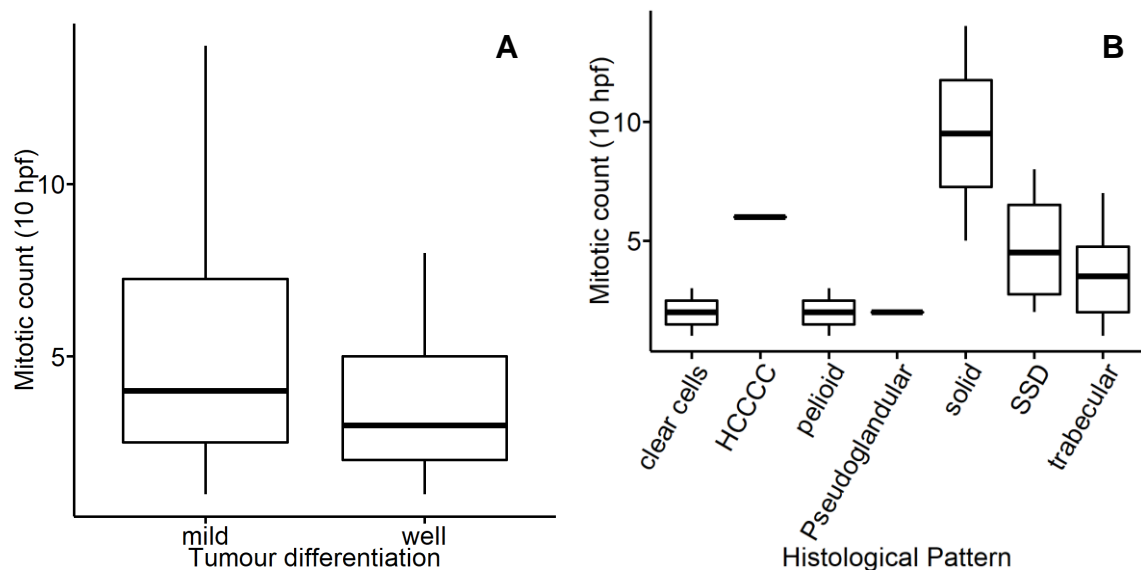 A
Mitotic count (10 hpf)
10
5
mild
well
Tumour differentiation
B
Mitotic count (10 hpf)
10
5
clear cells
HCCCC
pelioid
Pseudoglandular
solid
SSD
trabecular
Histological Pattern